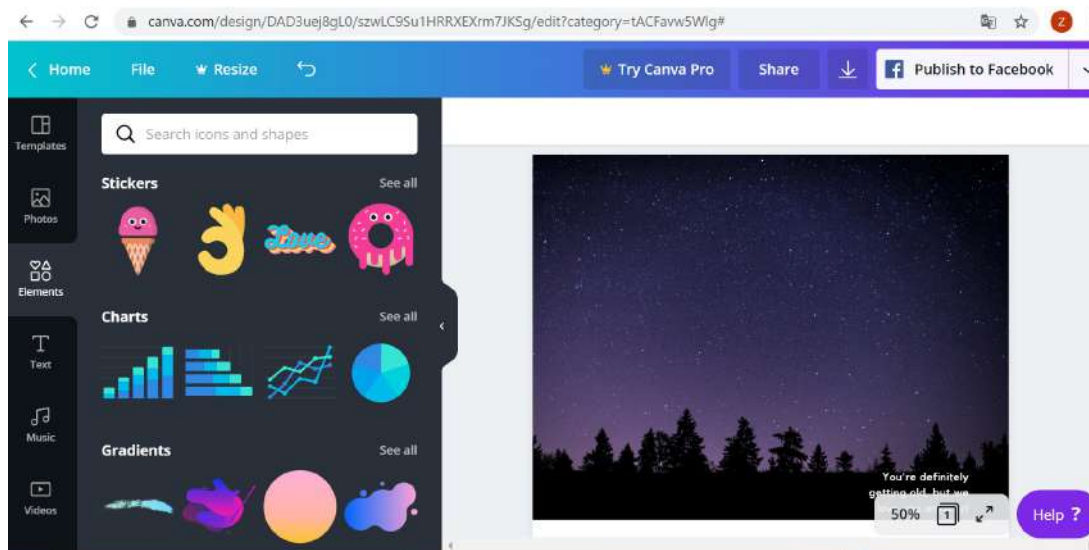 canva.com/design/DAD3uej8gL0/szwLC9Su1HRRXEXrm7JKSg/edit?category=tACFavw5Wlg#
Z
Home File Resize Try Canva Pro Share Publish to Facebook
Templates
Photos
Elements
Text
Music
Videos
Search icons and shapes
Stickers See all
Love
Charts See all
Gradients See all
You're definitely
getting old, but we
50% 1
Help ?